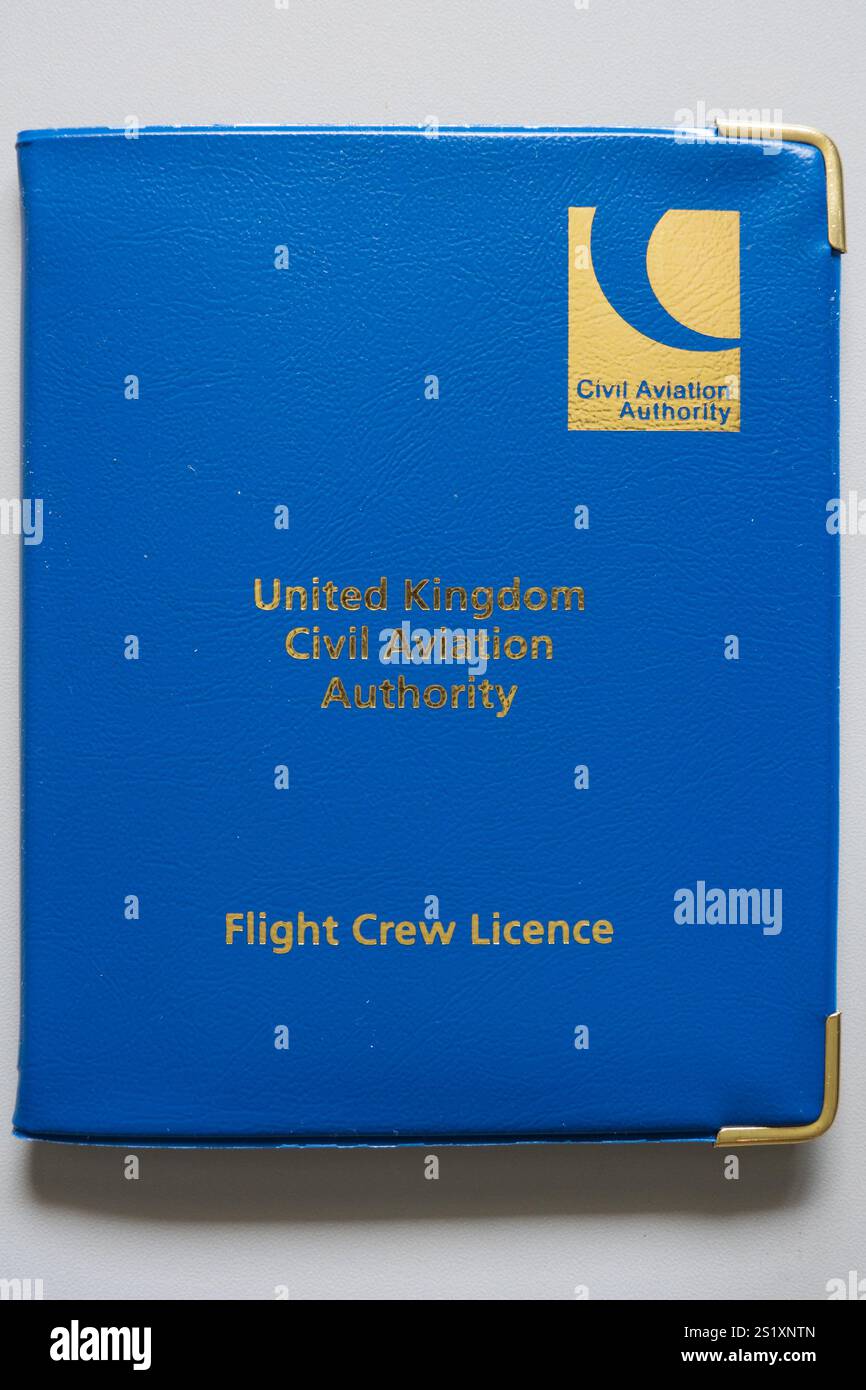 Civil Aviation
Authority
United Kingdom
Civil Aviation
Authority
Flight Crew Licence
alamy
a
alamy
Image ID: 2S1XNTN
www.alamy.com